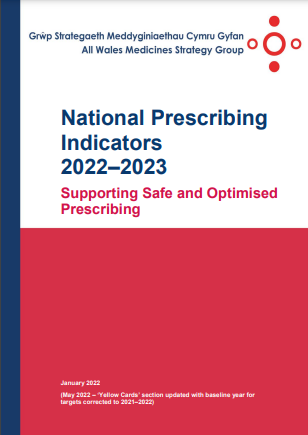 Grŵp Strategaeth Meddyginiaethau Cymru Gyfan
All Wales Medicines Strategy Group
National Prescribing
Indicators
2022–2023
Supporting Safe and Optimised
Prescribing
January 2022
(May 2022 – ‘Yellow Cards’ section updated with baseline year for
targets corrected to 2021–2022)